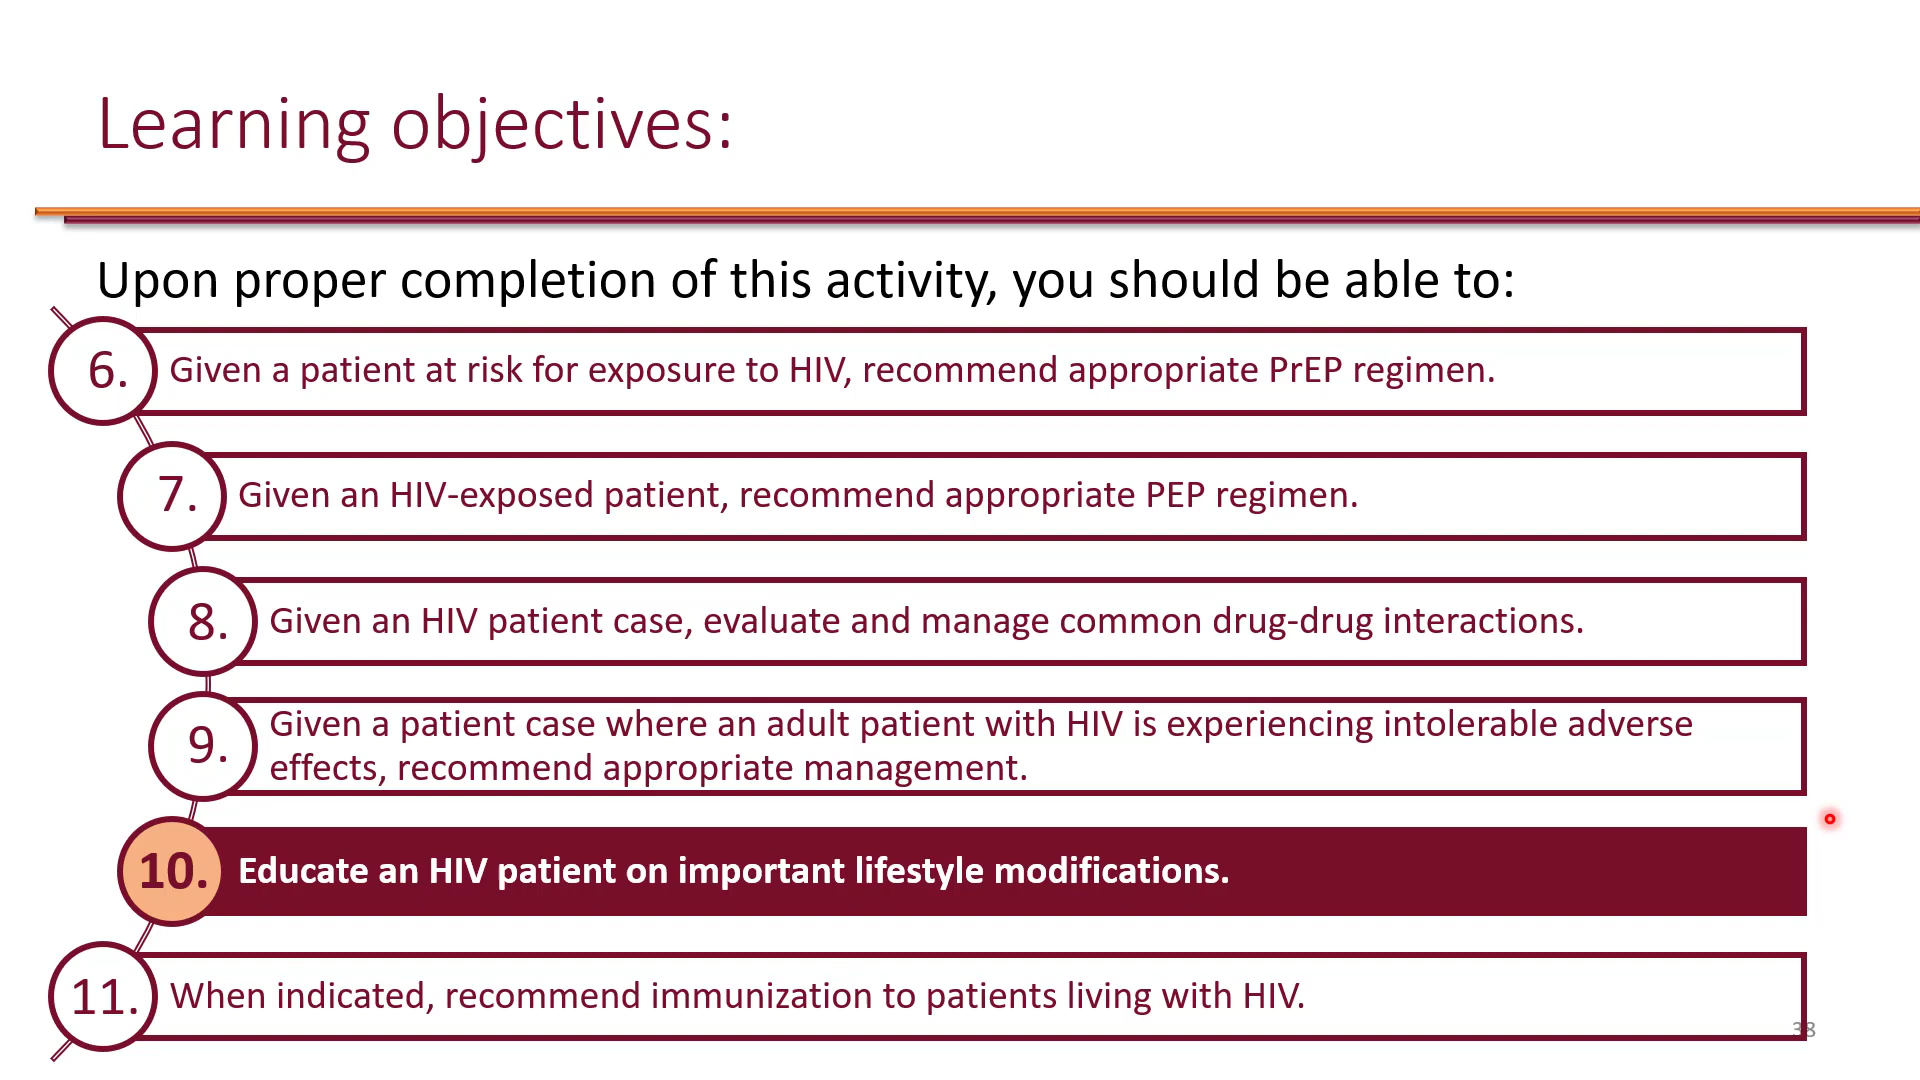 Learning objectives:
Upon proper completion of this activity, you should be able to:
6. Given a patient at risk for exposure to HIV, recommend appropriate PrEP regimen.
7. Given an HIV-exposed patient, recommend appropriate PEP regimen.
8. Given an HIV patient case, evaluate and manage common drug-drug interactions.
9. Given a patient case where an adult patient with HIV is experiencing intolerable adverse
effects, recommend appropriate management.
10. Educate an HIV patient on important lifestyle modifications.
11. When indicated, recommend immunization to patients living with HIV.
38